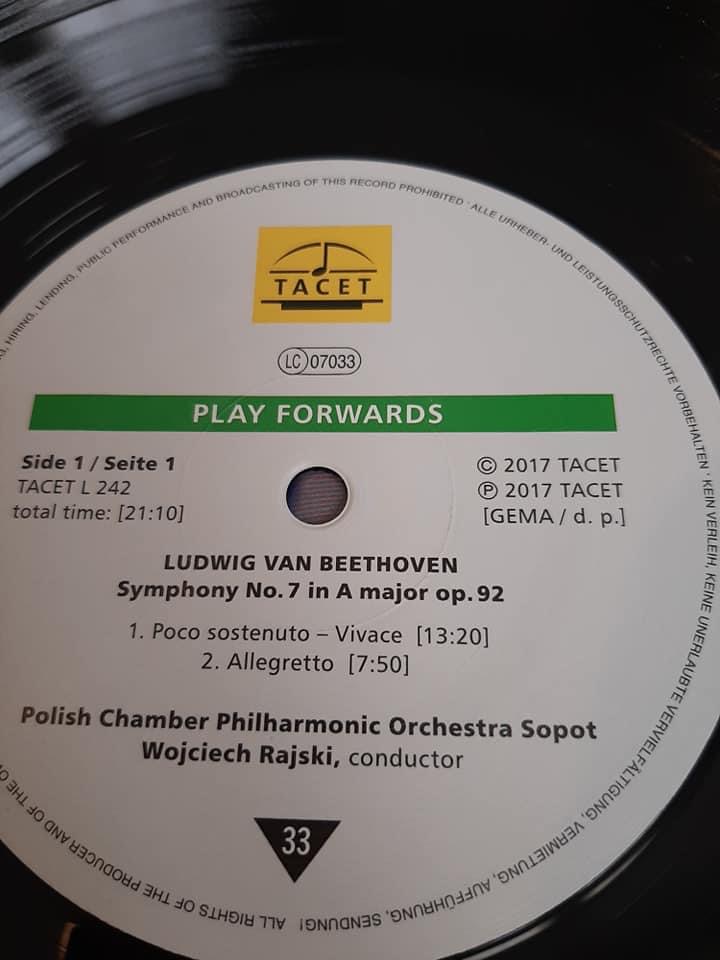 TACET
LC 07033
PLAY FORWARDS
Side 1 / Seite 1
TACET L 242
total time: [21:10]
© 2017 TACET
℗ 2017 TACET
[GEMA / d. p.]
LUDWIG VAN BEETHOVEN
Symphony No. 7 in A major op. 92
1. Poco sostenuto – Vivace [13:20]
2. Allegretto [7:50]
Polish Chamber Philharmonic Orchestra Sopot
Wojciech Rajski, conductor
33
ALL RIGHTS OF THE PRODUCER AND OF THE
HIRING, LENDING, PUBLIC PERFORMANCE AND BROADCASTING OF THIS RECORD PROHIBITED · ALLE URHEBER- UND LEISTUNGSSCHUTZRECHTE VORBEHALTEN · KEIN VERLEIH, KEINE UNERLAUBTE VERVIELFÄLTIGUNG, VERMIETUNG, AUFFÜHRUNG, SENDUNG!